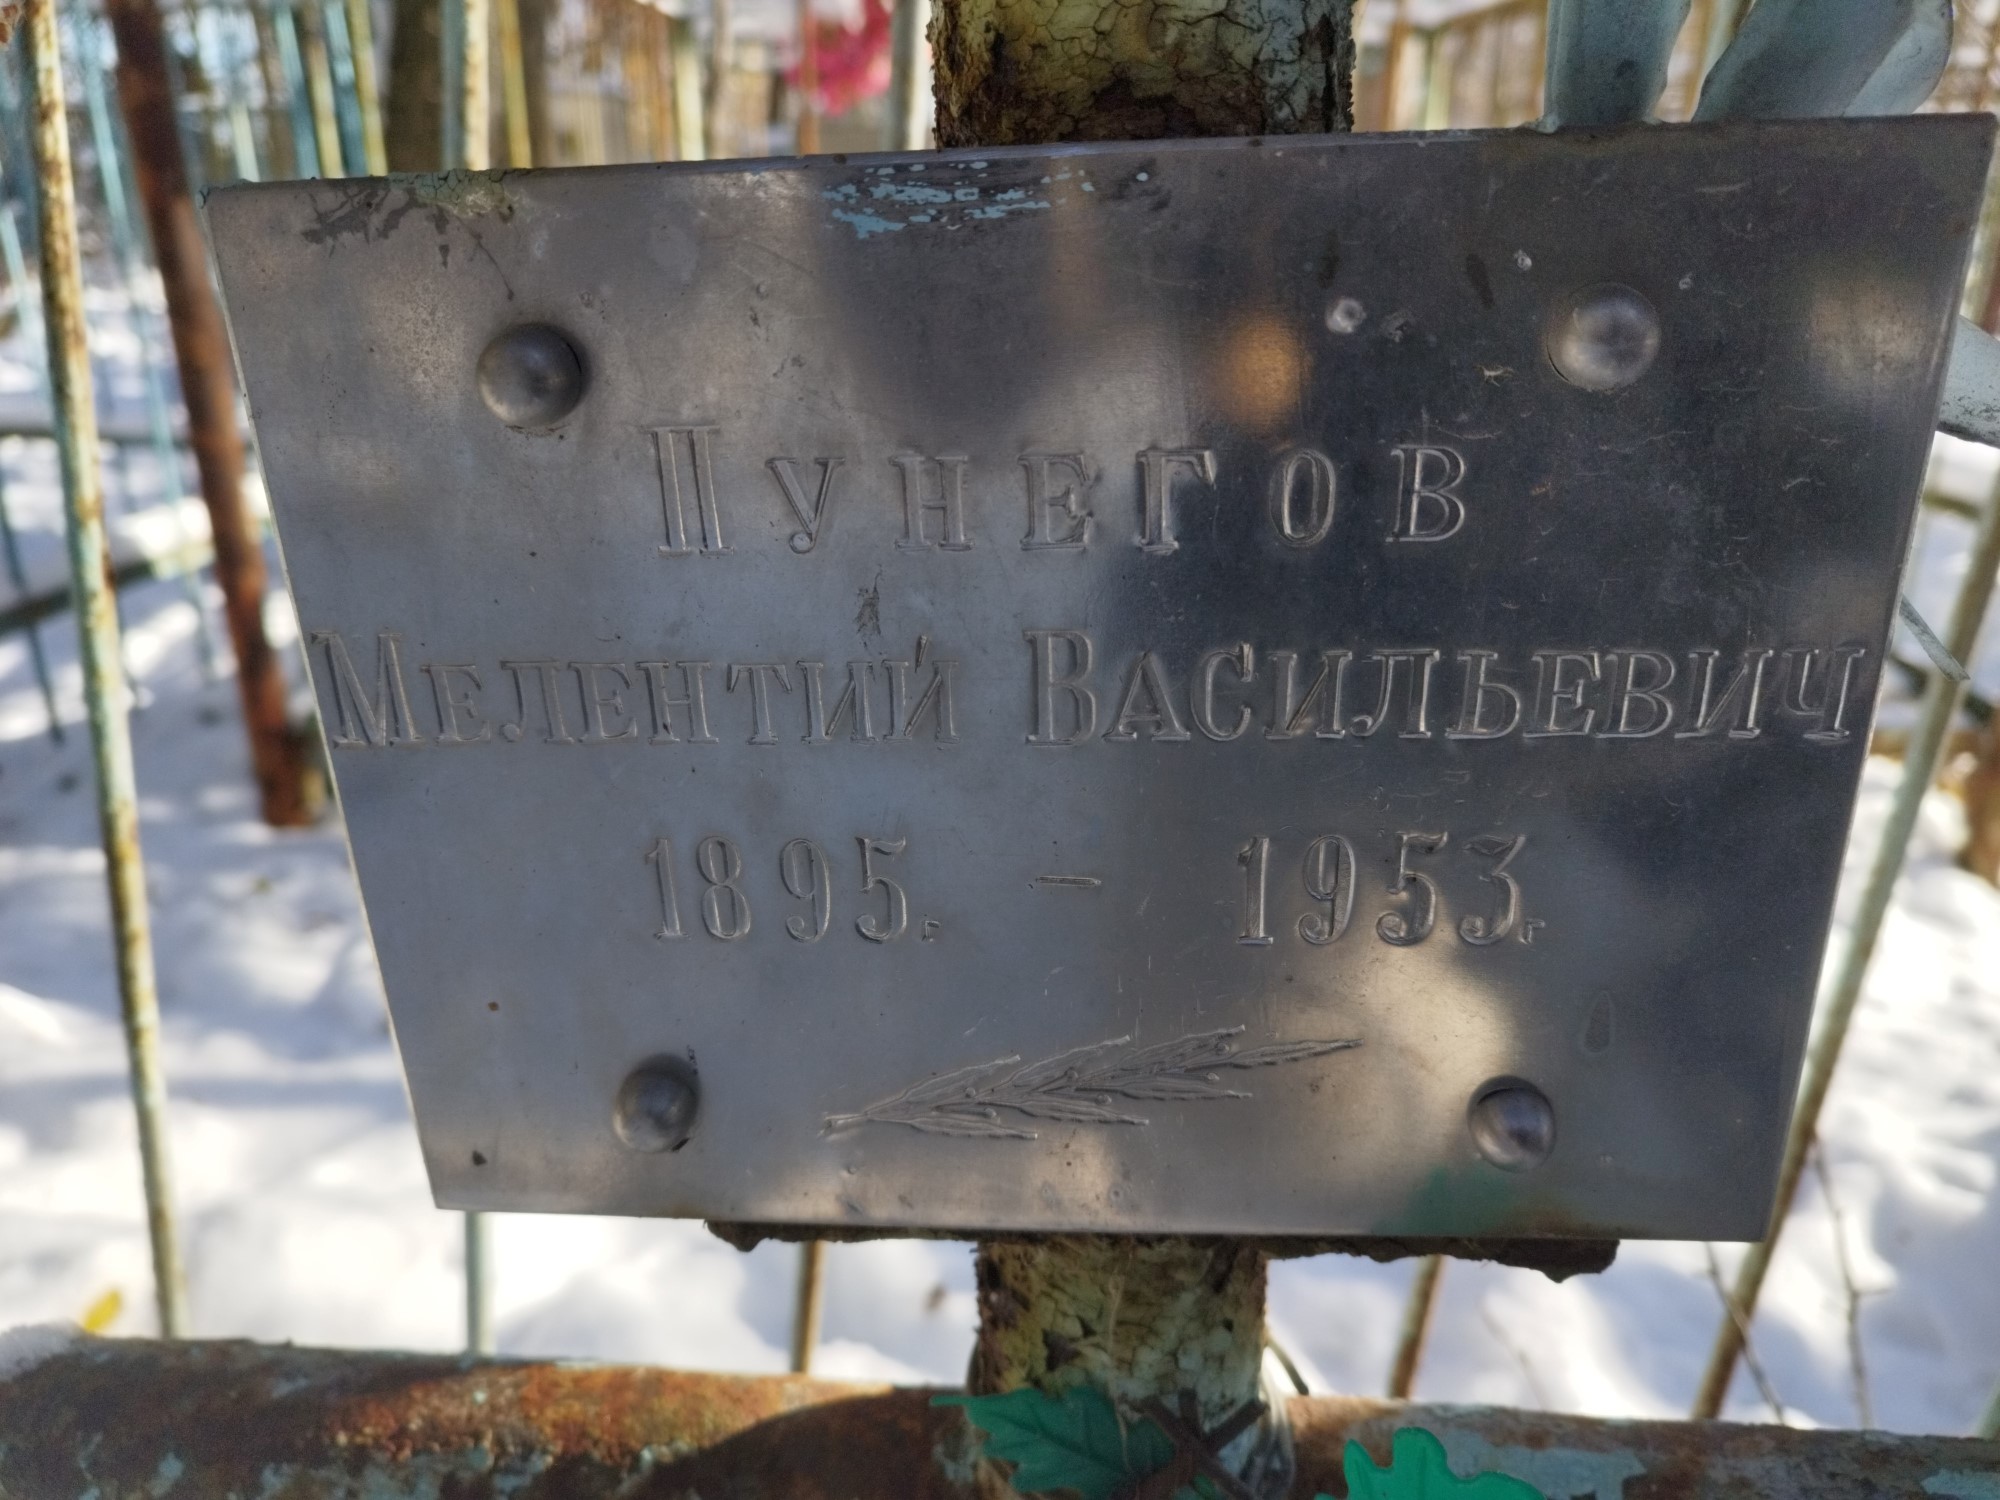 Пунегов
Мелентий Васильевич
1895г. – 1953г.